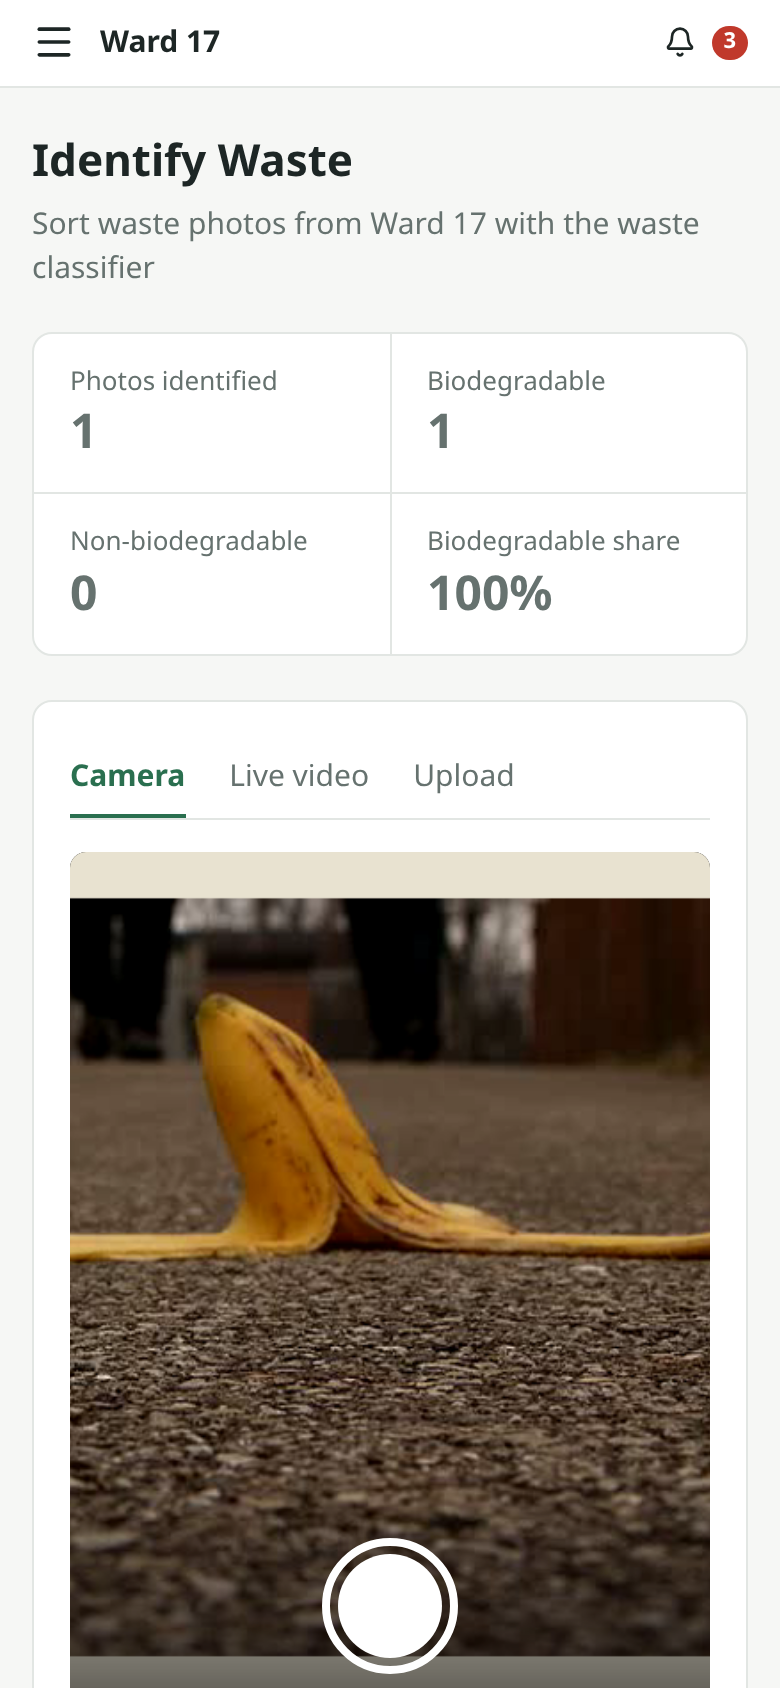 Ward 17
3
Identify Waste
Sort waste photos from Ward 17 with the waste
classifier
Photos identified
1
Biodegradable
1
Non-biodegradable
0
Biodegradable share
100%
Camera
Live video
Upload